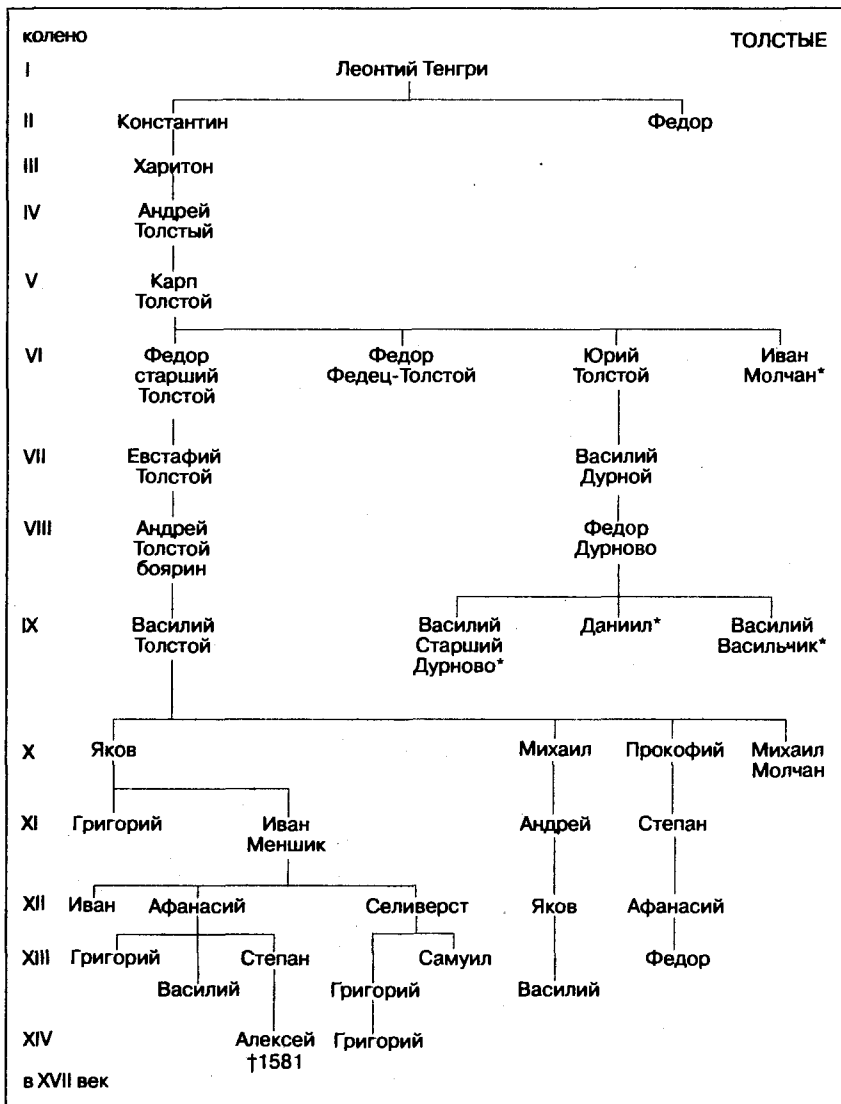 колено ТОЛСТЫЕ
I Леонтий Тенгри
II Константин Федор
III Харитон
IV Андрей
Толстый
V Карп
Толстой
VI Федор Федор Юрий Иван
старший Федец-Толстой Толстой Молчан*
Толстой
VII Евстафий Василий
Толстой Дурной
VIII Андрей Федор
Толстой Дурново
боярин
IX Василий Василий Даниил* Василий
Толстой Старший Васильчик*
Дурново*
X Яков Михаил Прокофий Михаил
Молчан
XI Григорий Иван Андрей Степан
Меншик
XII Иван Афанасий Селиверст Яков Афанасий
XIII Григорий Степан Самуил Федор
Василий Григорий Василий
XIV Алексей Григорий
†1581
в XVII век